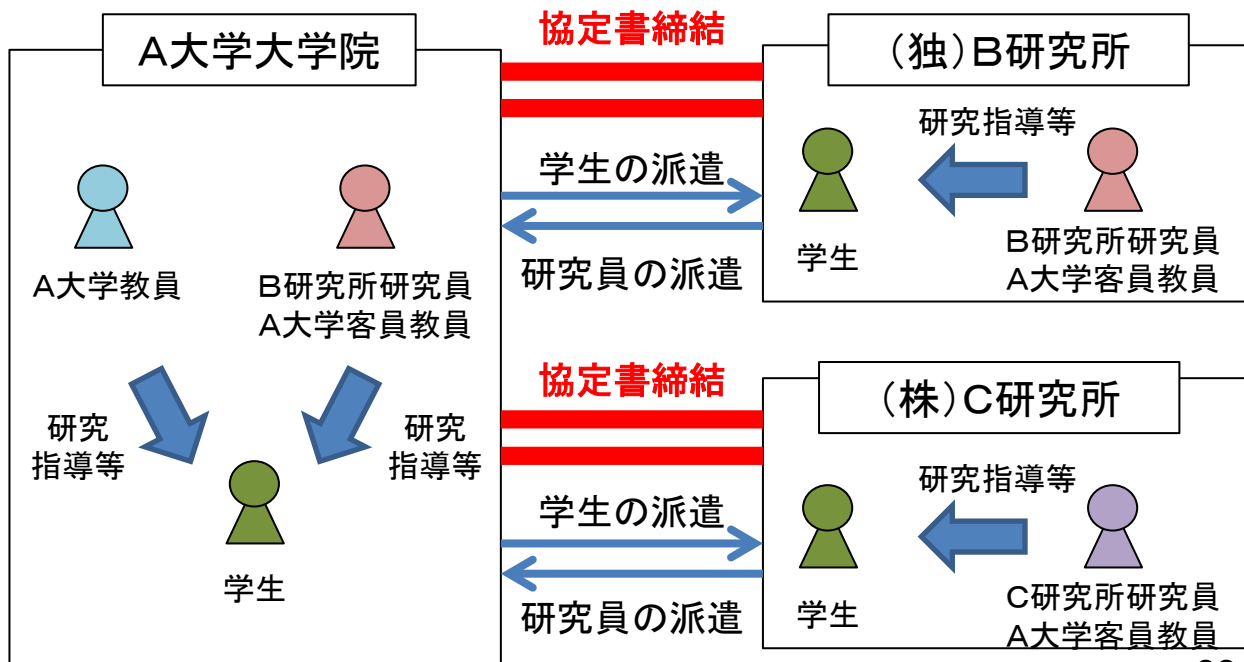 A大学大学院
A大学教員
B研究所研究員
A大学客員教員
研究
指導等
研究
指導等
学生
協定書締結
学生の派遣
研究員の派遣
(独)B研究所
研究指導等
学生
B研究所研究員
A大学客員教員
協定書締結
学生の派遣
研究員の派遣
(株)C研究所
研究指導等
学生
C研究所研究員
A大学客員教員